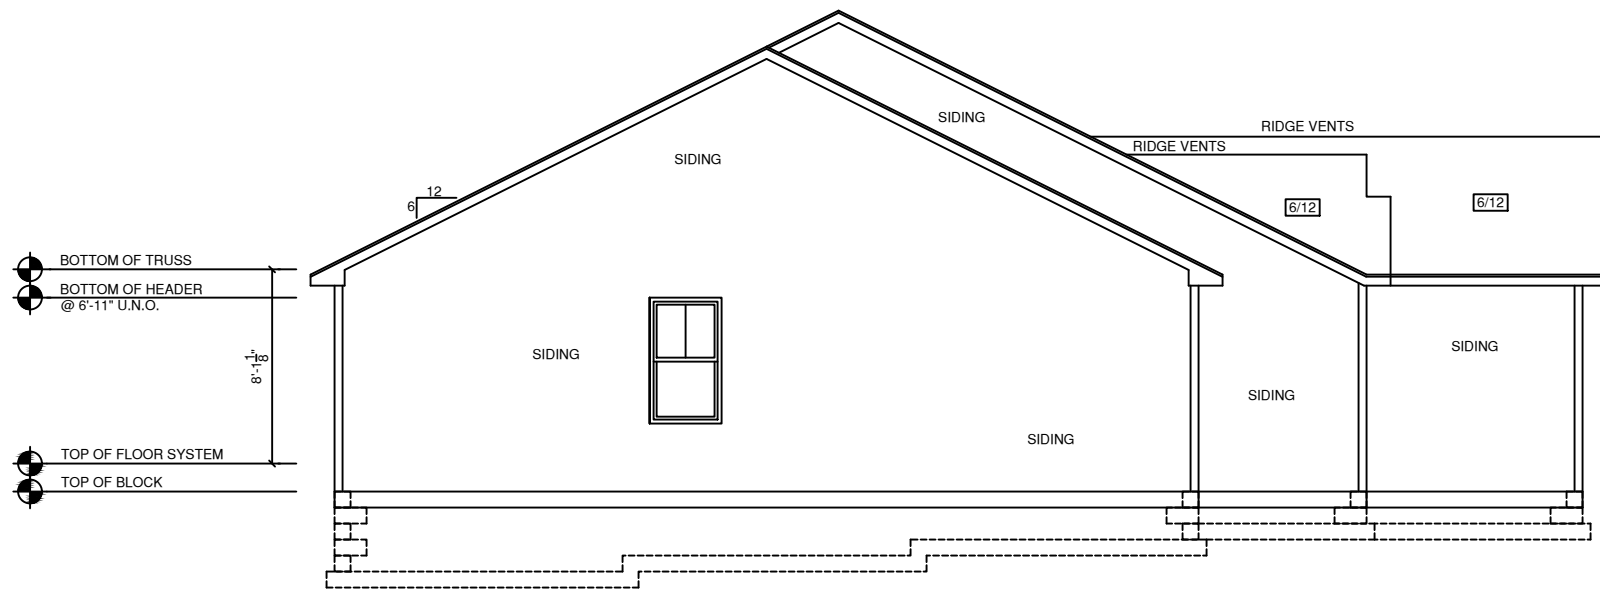 SIDING
RIDGE VENTS
RIDGE VENTS
SIDING
12
6
6/12
6/12
BOTTOM OF TRUSS
BOTTOM OF HEADER
@ 6'-11" U.N.O.
8'-1 1/8"
SIDING
SIDING
SIDING
SIDING
TOP OF FLOOR SYSTEM
TOP OF BLOCK